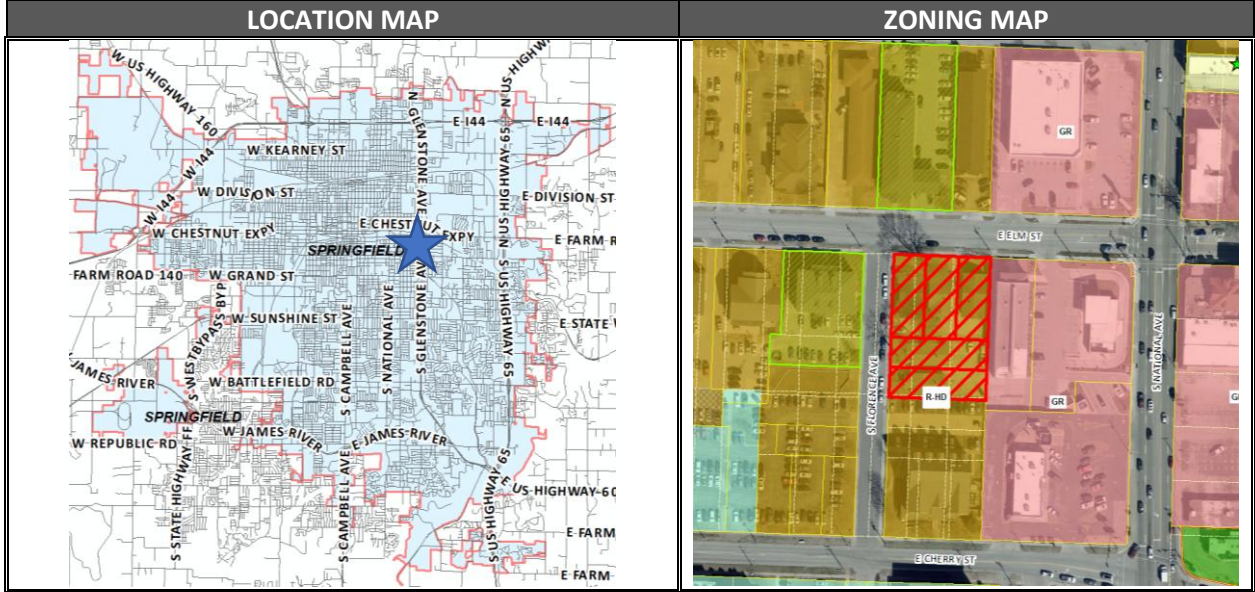 LOCATION MAP
ZONING MAP
W US HIGHWAY 160
N US HIGHWAY 65
N GLENSTONE AVE
E I44
E I44
W KEARNEY ST
W I44
W DIVISION ST
E DIVISION ST
W I44
W CHESTNUT EXPY
E CHESTNUT EXPY
SPRINGFIELD
E FARM R
FARM ROAD 140
W GRAND ST
S WESTBYPASS
S CAMPBELL AVE
S NATIONAL AVE
S GLENSTONE AVE
S US HIGHWAY 65
W SUNSHINE ST
E STATE
JAMES RIVER
W BATTLEFIELD RD
SPRINGFIELD
W REPUBLIC RD
W JAMES RIVER
E JAMES RIVER
S STATE HIGHWAY FF
S CAMPBELL AVE
S US HIGHWAY 65
E US HIGHWAY 60
E FARM
E FARM
GR
E ELM ST
S FLORENCE AVE
S NATIONAL AVE
R-HD
GR
E CHERRY ST